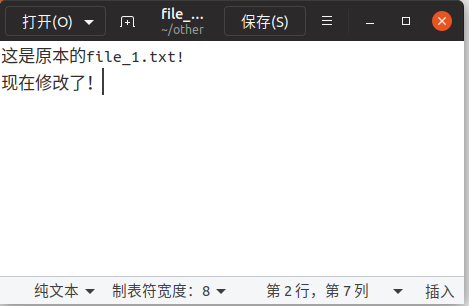 打开(O)
file_...
~/other
保存(S)
这是原本的file_1.txt!
现在修改了!
纯文本
制表符宽度：8
第 2 行，第 7 列
插入